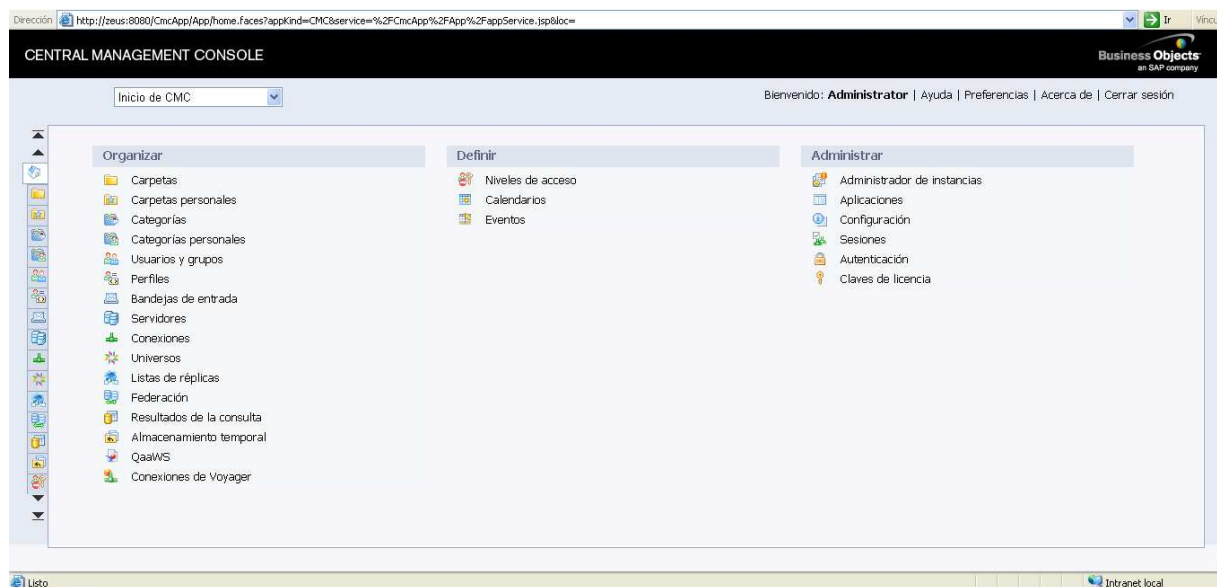 Dirección http://zeus:8080/CmcApp/App/home.faces?appKind=CMC&service=%2FCmcApp%2FApp%2FappService.jsp&loc= Ir
CENTRAL MANAGEMENT CONSOLE
Business Objects
an SAP company
Inicio de CMC
Bienvenido: Administrator | Ayuda | Preferencias | Acerca de | Cerrar sesión
Organizar
Carpetas
Carpetas personales
Categorías
Categorías personales
Usuarios y grupos
Perfiles
Bandejas de entrada
Servidores
Conexiones
Universos
Listas de réplicas
Federación
Resultados de la consulta
Almacenamiento temporal
QaaWS
Conexiones de Voyager
Definir
Niveles de acceso
Calendarios
Eventos
Administrar
Administrador de instancias
Aplicaciones
Configuración
Sesiones
Autenticación
Claves de licencia
Listo
Intranet local